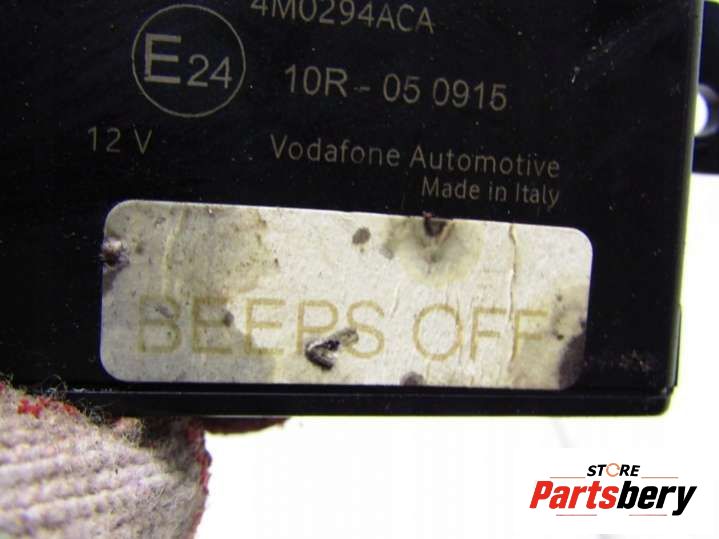 4M0294ACA
E24
10R - 05 0915
12 V
Vodafone Automotive
Made in Italy
BEEPS OFF
STORE
Partsbery